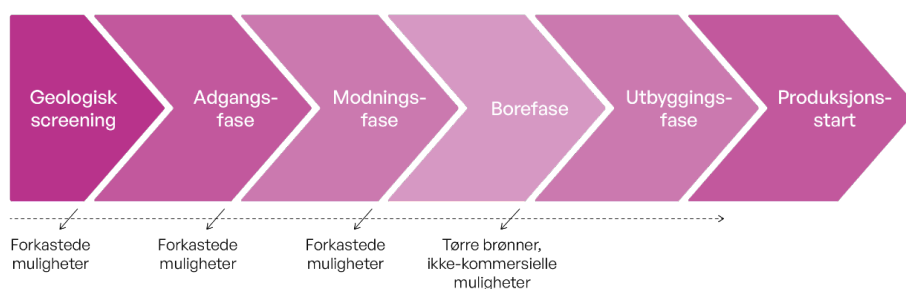 Geologisk
screening
Adgangs-
fase
Modnings-
fase
Borefase
Utbyggings-
fase
Produksjons-
start
Forkastede
muligheter
Forkastede
muligheter
Forkastede
muligheter
Tørre brønner,
ikke-kommersielle
muligheter